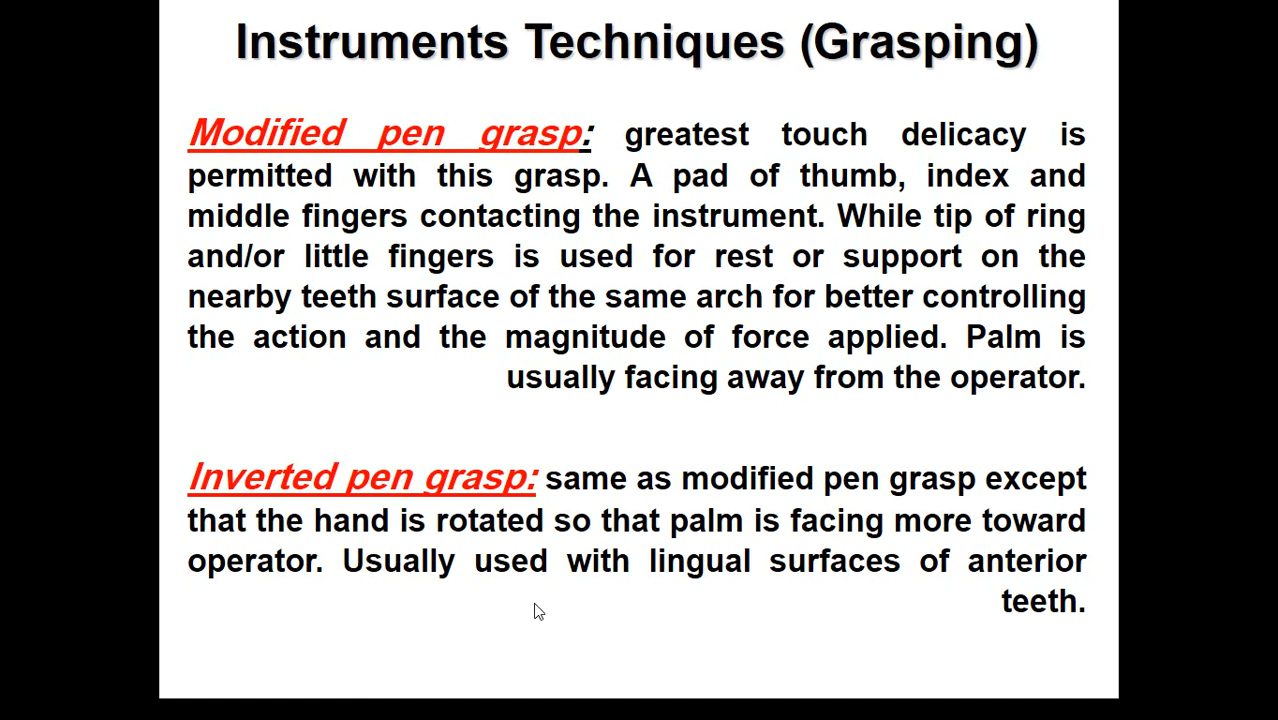 Instruments Techniques (Grasping)
Modified pen grasp: greatest touch delicacy is
permitted with this grasp. A pad of thumb, index and
middle fingers contacting the instrument. While tip of ring
and/or little fingers is used for rest or support on the
nearby teeth surface of the same arch for better controlling
the action and the magnitude of force applied. Palm is
usually facing away from the operator.
Inverted pen grasp: same as modified pen grasp except
that the hand is rotated so that palm is facing more toward
operator. Usually used with lingual surfaces of anterior
teeth.